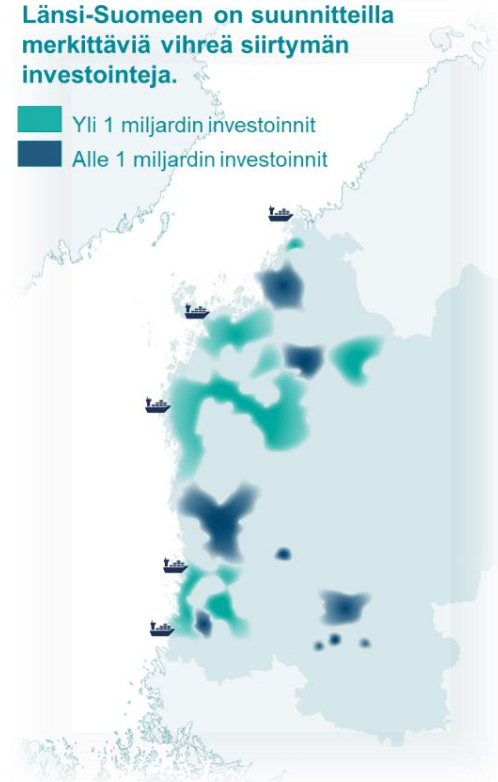 Länsi-Suomeen on suunnitteilla
merkittäviä vihreä siirtymän
investointeja.
Yli 1 miljardin investoinnit
Alle 1 miljardin investoinnit